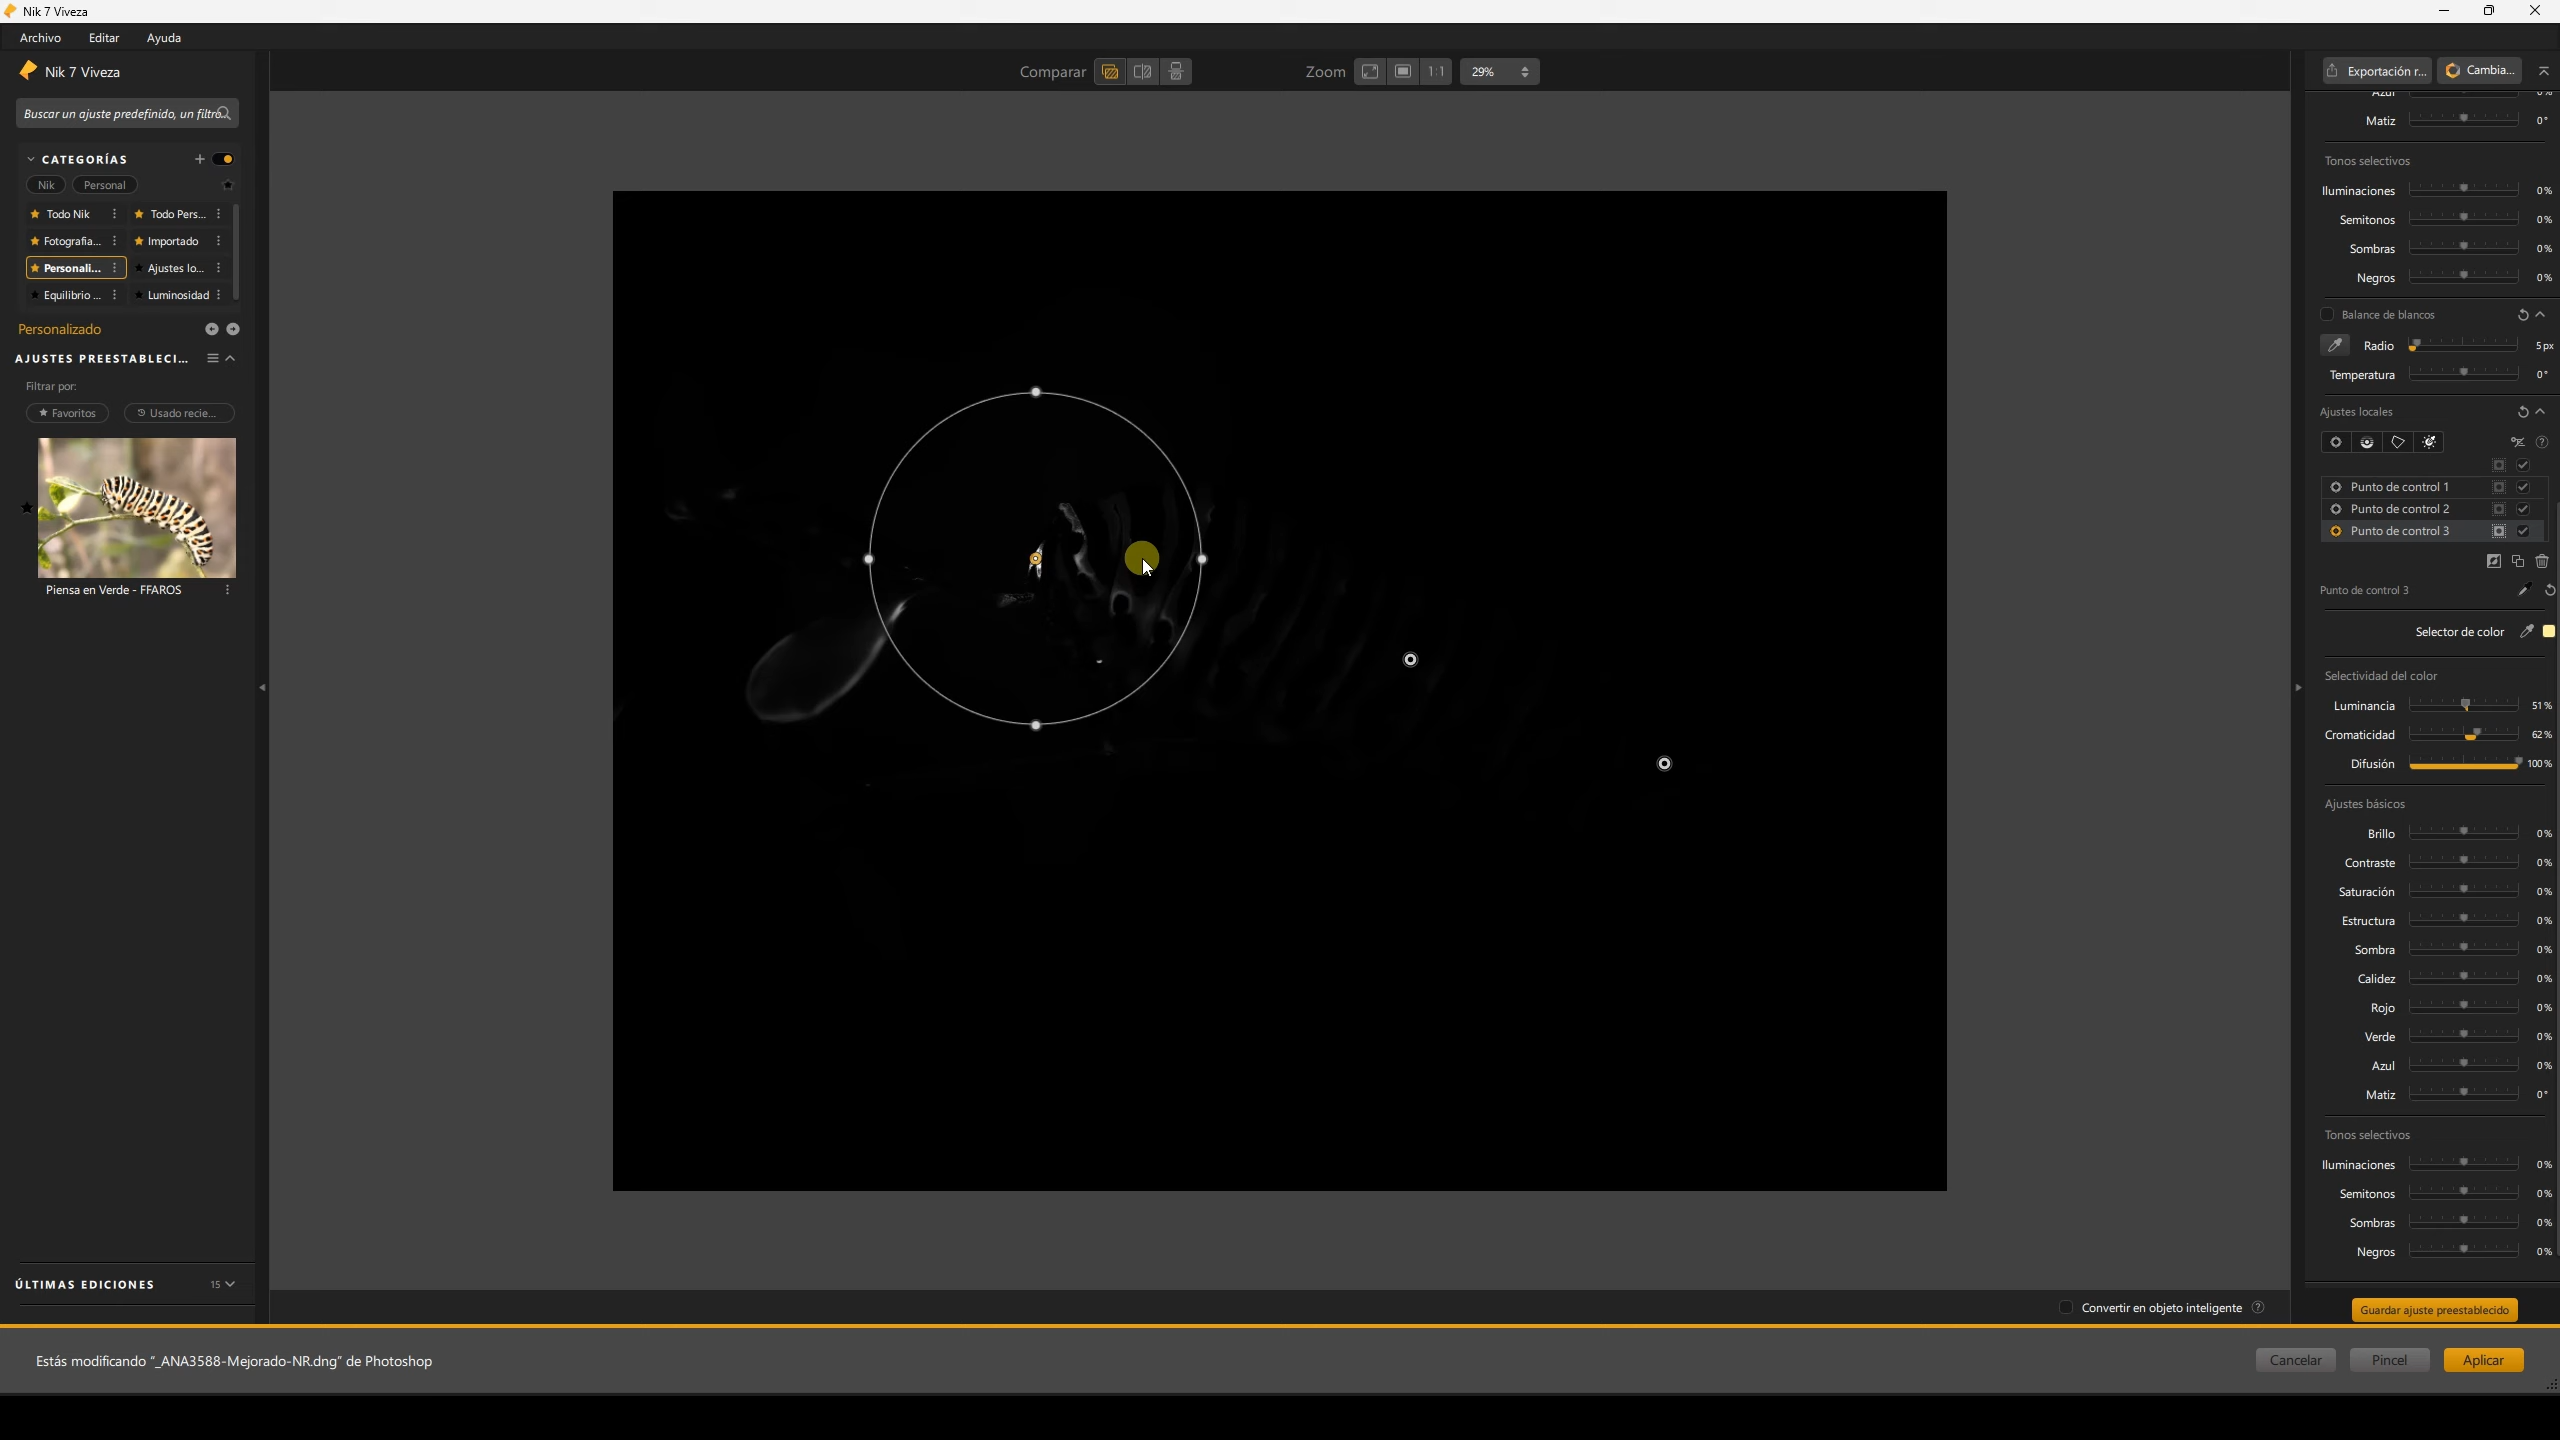 Nik 7 Viveza
Archivo Editar Ayuda
Nik 7 Viveza
Comparar Zoom 29% Exportación r... Cambia...
Buscar un ajuste predefinido, un filtro...
CATEGORÍAS
Nik Personal
Todo Nik Todo Pers...
Fotografia... Importado
Personali... Ajustes lo...
Equilibrio ... Luminosidad
Personalizado
AJUSTES PREESTABLECI...
Filtrar por:
Favoritos Usado recie...
Piensa en Verde - FFAROS
ÚLTIMAS EDICIONES 15
Azul 0%
Matiz 0°
Tonos selectivos
Iluminaciones 0%
Semitonos 0%
Sombras 0%
Negros 0%
Balance de blancos
Radio 5 px
Temperatura 0°
Ajustes locales
Punto de control 1
Punto de control 2
Punto de control 3
Punto de control 3
Selector de color
Selectividad del color
Luminancia 51%
Cromaticidad 62%
Difusión 100%
Ajustes básicos
Brillo 0%
Contraste 0%
Saturación 0%
Estructura 0%
Sombra 0%
Calidez 0%
Rojo 0%
Verde 0%
Azul 0%
Matiz 0°
Tonos selectivos
Iluminaciones 0%
Semitonos 0%
Sombras 0%
Negros 0%
Convertir en objeto inteligente
Guardar ajuste preestablecido
Estás modificando "_ANA3588-Mejorado-NR.dng" de Photoshop
Cancelar Pincel Aplicar